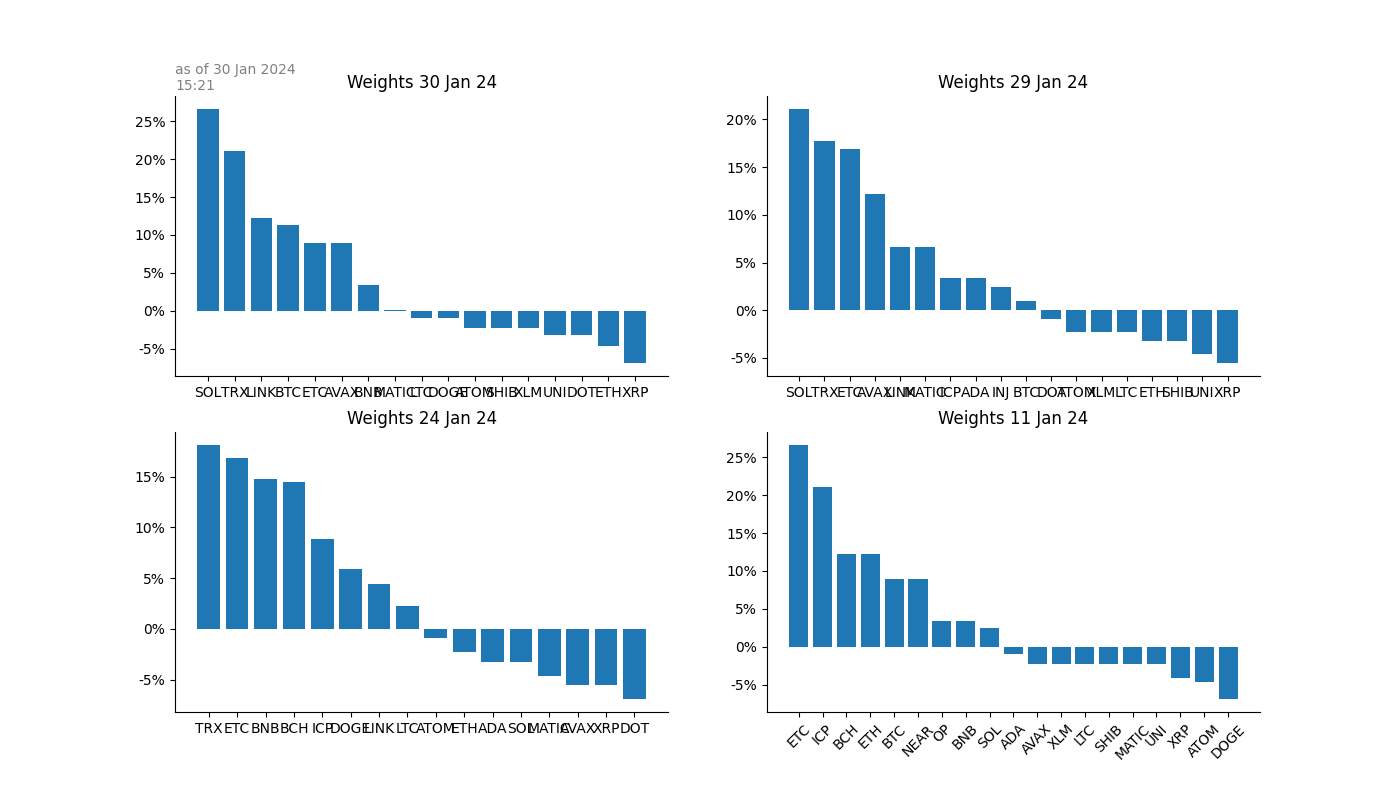 as of 30 Jan 2024
15:21
Weights 30 Jan 24
25%
20%
15%
10%
5%
0%
-5%
SOL TRX LINK BTC ETC AVAX BNB MATIC LTC DOGE ATOM SHIB XLM UNI DOT ETH XRP
Weights 29 Jan 24
20%
15%
10%
5%
0%
-5%
SOL TRX ETC AVAX LINK MATIC ICP ADA INJ BTC DOT ATOM XLM LTC ETH SHIB UNI XRP
Weights 24 Jan 24
15%
10%
5%
0%
-5%
TRX ETC BNB BCH ICP DOGE LINK LTC ATOM ETH ADA SOL MATIC AVAX XRP DOT
Weights 11 Jan 24
25%
20%
15%
10%
5%
0%
-5%
ETC ICP BCH ETH BTC NEAR OP BNB SOL ADA AVAX XLM LTC SHIB MATIC UNI XRP ATOM DOGE